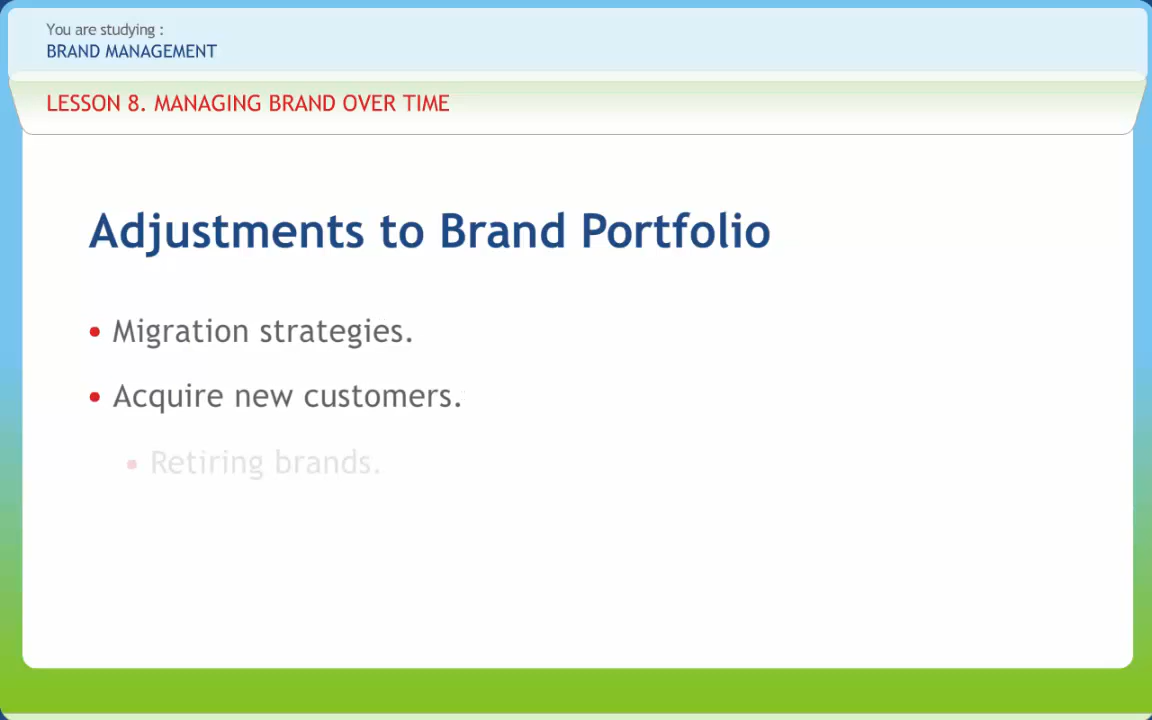 You are studying :
BRAND MANAGEMENT
LESSON 8. MANAGING BRAND OVER TIME
Adjustments to Brand Portfolio
• Migration strategies.
• Acquire new customers.
• Retiring brands.